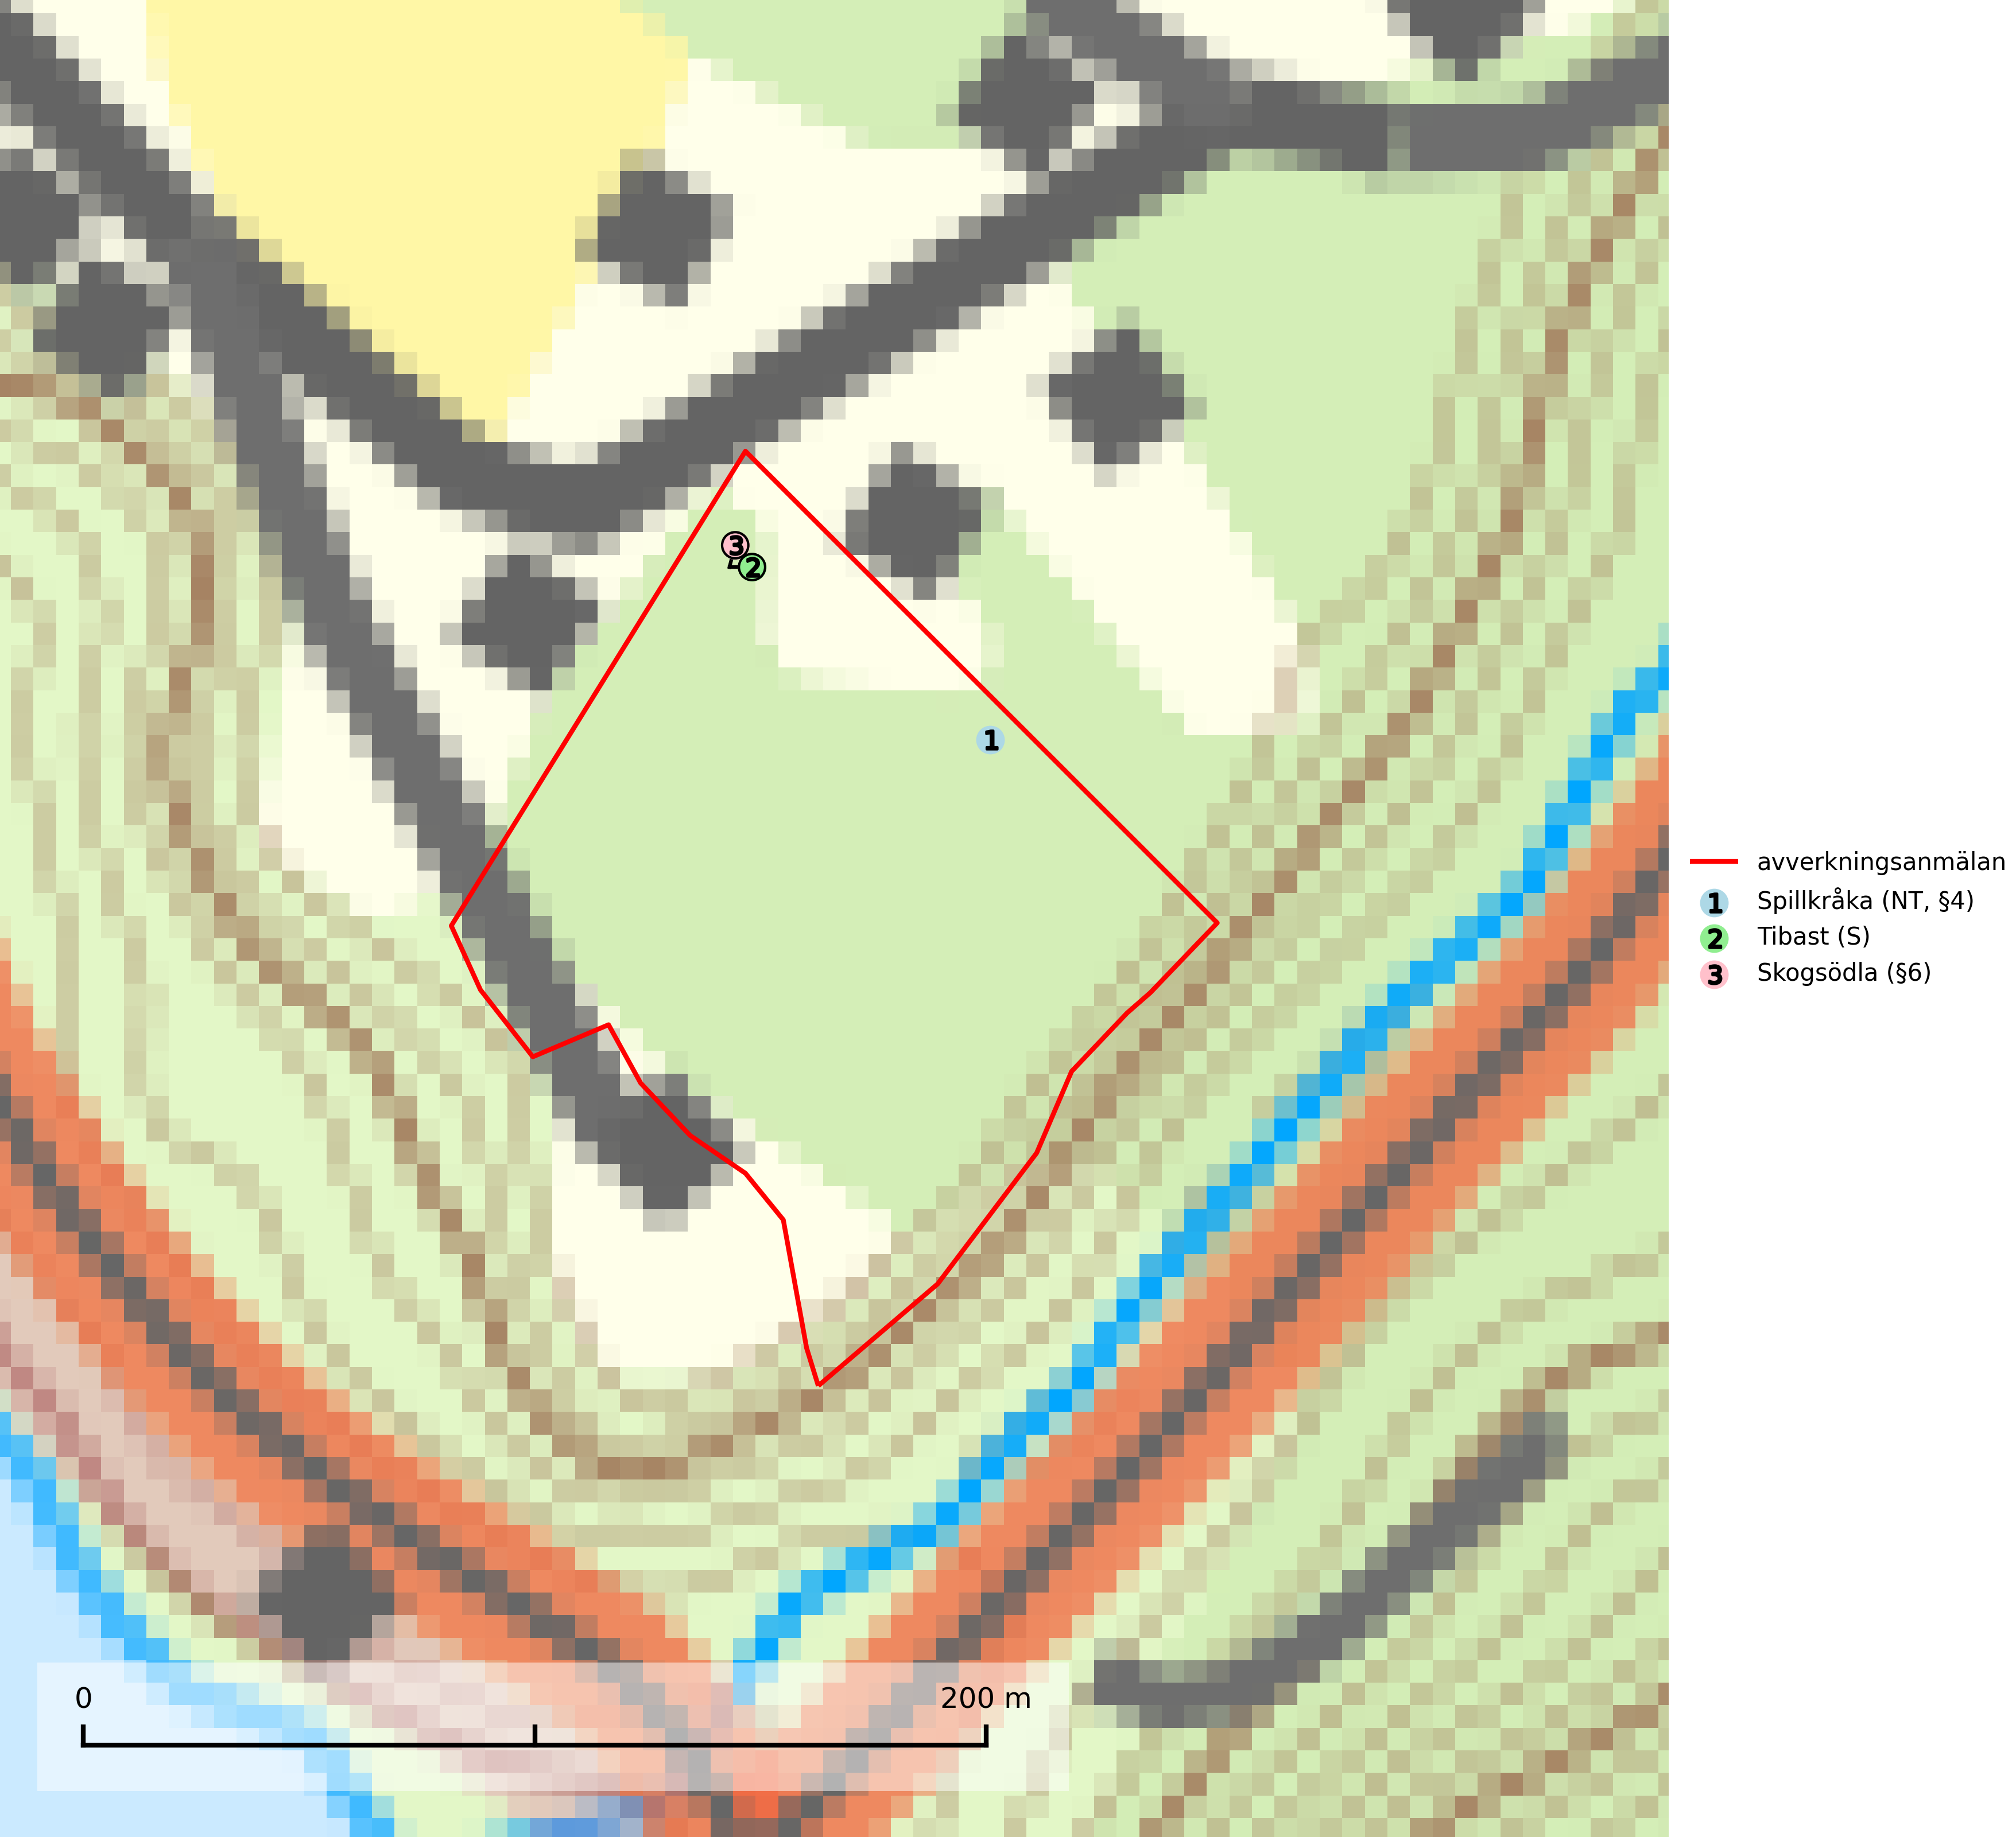 3
2
1
avverkningsanmälan
1 Spillkråka (NT, §4)
2 Tibast (S)
3 Skogsödla (§6)
0 200 m